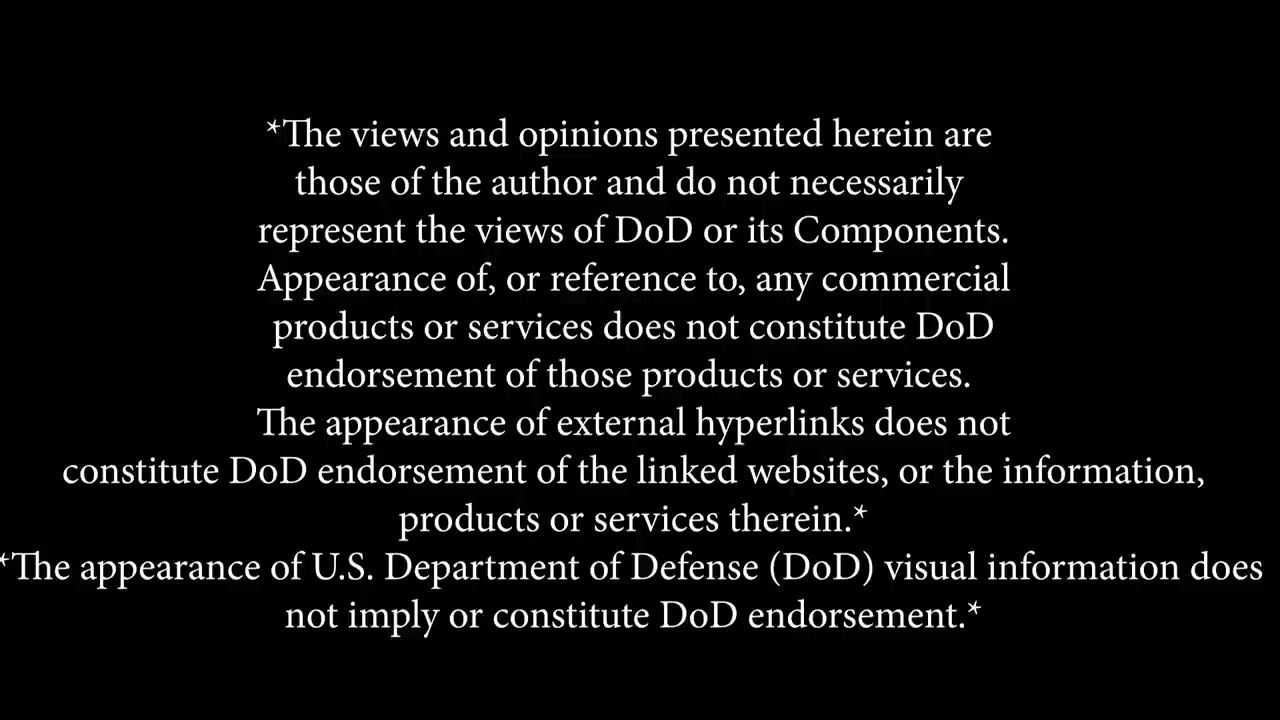 *The views and opinions presented herein are
those of the author and do not necessarily
represent the views of DoD or its Components.
Appearance of, or reference to, any commercial
products or services does not constitute DoD
endorsement of those products or services.
The appearance of external hyperlinks does not
constitute DoD endorsement of the linked websites, or the information,
products or services therein.*
*The appearance of U.S. Department of Defense (DoD) visual information does
not imply or constitute DoD endorsement.*